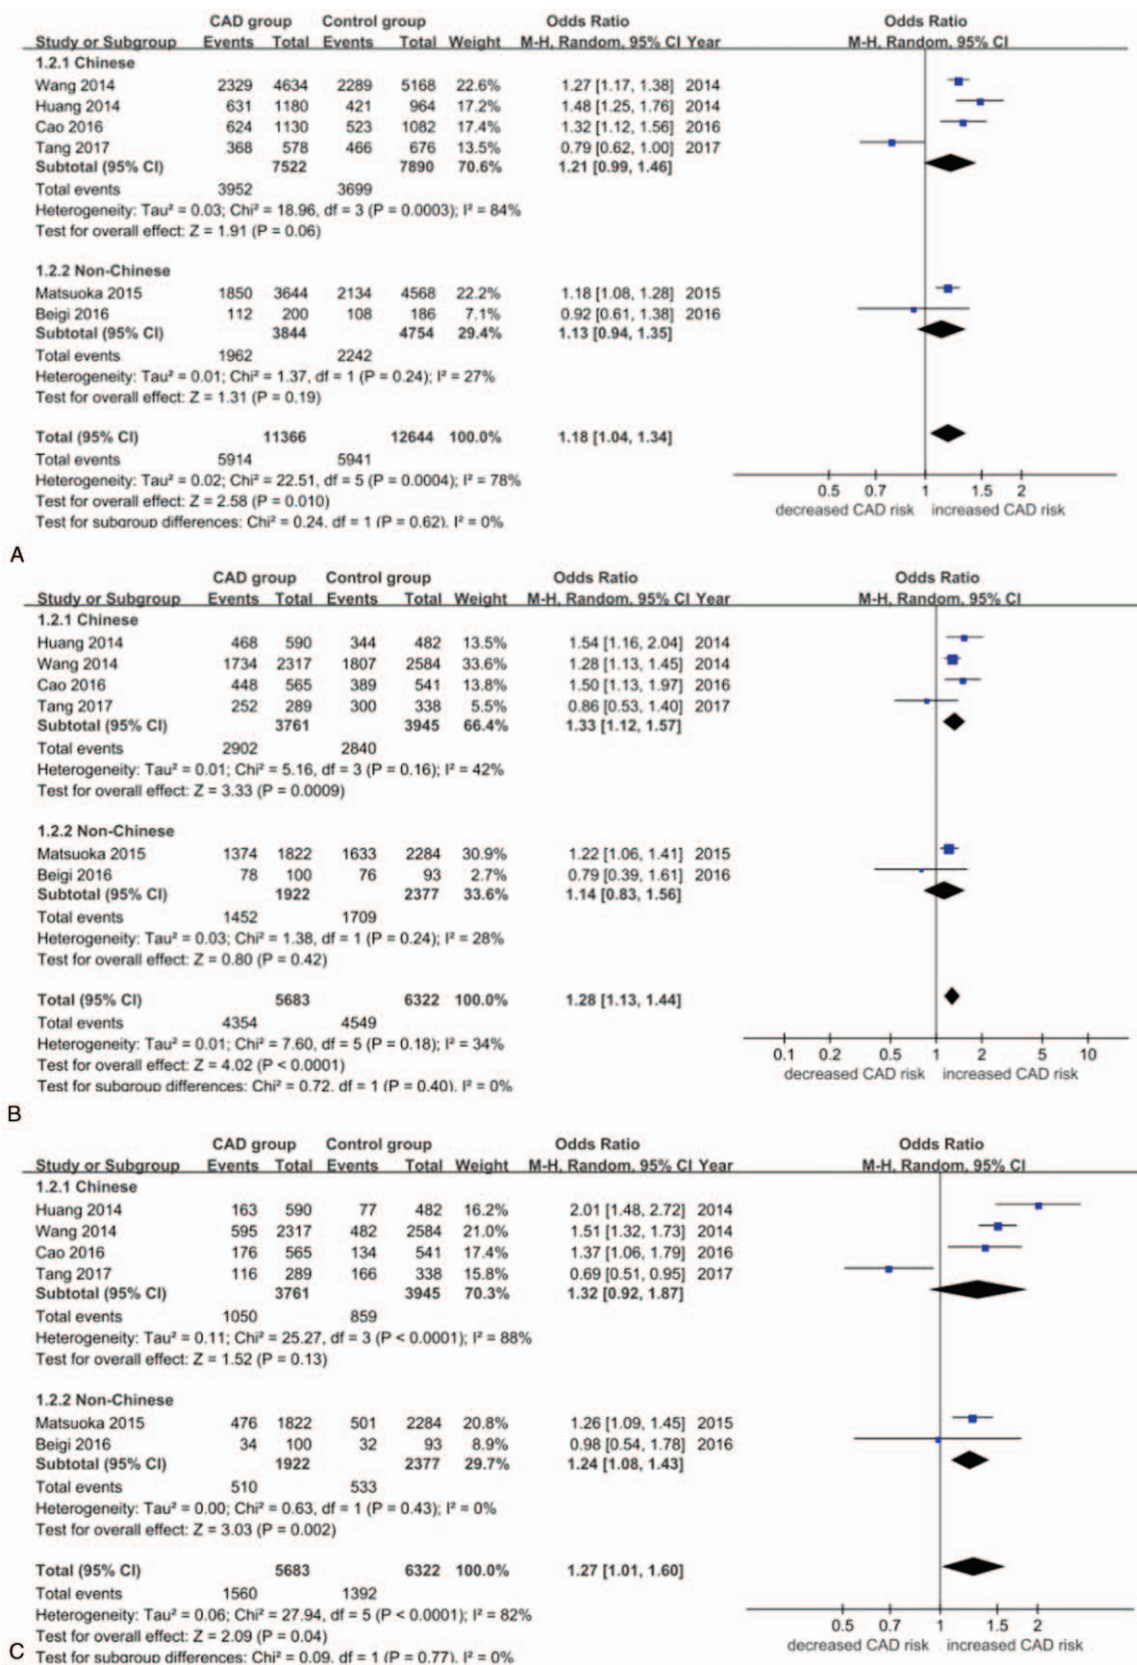 CAD group Control group Odds Ratio Odds Ratio
Study or Subgroup Events Total Events Total Weight M-H, Random, 95% CI Year M-H, Random, 95% CI
1.2.1 Chinese
Wang 2014 2329 4634 2289 5168 22.6% 1.27 [1.17, 1.38] 2014
Huang 2014 631 1180 421 964 17.2% 1.48 [1.25, 1.76] 2014
Cao 2016 624 1130 523 1082 17.4% 1.32 [1.12, 1.56] 2016
Tang 2017 368 578 466 676 13.5% 0.79 [0.62, 1.00] 2017
Subtotal (95% CI) 7522 7890 70.6% 1.21 [0.99, 1.46]
Total events 3952 3699
Heterogeneity: Tau² = 0.03; Chi² = 18.96, df = 3 (P = 0.0003); I² = 84%
Test for overall effect: Z = 1.91 (P = 0.06)
1.2.2 Non-Chinese
Matsuoka 2015 1850 3644 2134 4568 22.2% 1.18 [1.08, 1.28] 2015
Beigi 2016 112 200 108 186 7.1% 0.92 [0.61, 1.38] 2016
Subtotal (95% CI) 3844 4754 29.4% 1.13 [0.94, 1.35]
Total events 1962 2242
Heterogeneity: Tau² = 0.01; Chi² = 1.37, df = 1 (P = 0.24); I² = 27%
Test for overall effect: Z = 1.31 (P = 0.19)
Total (95% CI) 11366 12644 100.0% 1.18 [1.04, 1.34]
Total events 5914 5941
Heterogeneity: Tau² = 0.02; Chi² = 22.51, df = 5 (P = 0.0004); I² = 78%
Test for overall effect: Z = 2.58 (P = 0.010)
Test for subgroup differences: Chi² = 0.24, df = 1 (P = 0.62), I² = 0%
0.5 0.7 1 1.5 2
decreased CAD risk increased CAD risk
A
CAD group Control group Odds Ratio Odds Ratio
Study or Subgroup Events Total Events Total Weight M-H, Random, 95% CI Year M-H, Random, 95% CI
1.2.1 Chinese
Huang 2014 468 590 344 482 13.5% 1.54 [1.16, 2.04] 2014
Wang 2014 1734 2317 1807 2584 33.6% 1.28 [1.13, 1.45] 2014
Cao 2016 448 565 389 541 13.8% 1.50 [1.13, 1.97] 2016
Tang 2017 252 289 300 338 5.5% 0.86 [0.53, 1.40] 2017
Subtotal (95% CI) 3761 3945 66.4% 1.33 [1.12, 1.57]
Total events 2902 2840
Heterogeneity: Tau² = 0.01; Chi² = 5.16, df = 3 (P = 0.16); I² = 42%
Test for overall effect: Z = 3.33 (P = 0.0009)
1.2.2 Non-Chinese
Matsuoka 2015 1374 1822 1633 2284 30.9% 1.22 [1.06, 1.41] 2015
Beigi 2016 78 100 76 93 2.7% 0.79 [0.39, 1.61] 2016
Subtotal (95% CI) 1922 2377 33.6% 1.14 [0.83, 1.56]
Total events 1452 1709
Heterogeneity: Tau² = 0.03; Chi² = 1.38, df = 1 (P = 0.24); I² = 28%
Test for overall effect: Z = 0.80 (P = 0.42)
Total (95% CI) 5683 6322 100.0% 1.28 [1.13, 1.44]
Total events 4354 4549
Heterogeneity: Tau² = 0.01; Chi² = 7.60, df = 5 (P = 0.18); I² = 34%
Test for overall effect: Z = 4.02 (P < 0.0001)
Test for subgroup differences: Chi² = 0.72, df = 1 (P = 0.40), I² = 0%
0.1 0.2 0.5 1 2 5 10
decreased CAD risk increased CAD risk
B
CAD group Control group Odds Ratio Odds Ratio
Study or Subgroup Events Total Events Total Weight M-H, Random, 95% CI Year M-H, Random, 95% CI
1.2.1 Chinese
Huang 2014 163 590 77 482 16.2% 2.01 [1.48, 2.72] 2014
Wang 2014 595 2317 482 2584 21.0% 1.51 [1.32, 1.73] 2014
Cao 2016 176 565 134 541 17.4% 1.37 [1.06, 1.79] 2016
Tang 2017 116 289 166 338 15.8% 0.69 [0.51, 0.95] 2017
Subtotal (95% CI) 3761 3945 70.3% 1.32 [0.92, 1.87]
Total events 1050 859
Heterogeneity: Tau² = 0.11; Chi² = 25.27, df = 3 (P < 0.0001); I² = 88%
Test for overall effect: Z = 1.52 (P = 0.13)
1.2.2 Non-Chinese
Matsuoka 2015 476 1822 501 2284 20.8% 1.26 [1.09, 1.45] 2015
Beigi 2016 34 100 32 93 8.9% 0.98 [0.54, 1.78] 2016
Subtotal (95% CI) 1922 2377 29.7% 1.24 [1.08, 1.43]
Total events 510 533
Heterogeneity: Tau² = 0.00; Chi² = 0.63, df = 1 (P = 0.43); I² = 0%
Test for overall effect: Z = 3.03 (P = 0.002)
Total (95% CI) 5683 6322 100.0% 1.27 [1.01, 1.60]
Total events 1560 1392
Heterogeneity: Tau² = 0.06; Chi² = 27.94, df = 5 (P < 0.0001); I² = 82%
Test for overall effect: Z = 2.09 (P = 0.04)
Test for subgroup differences: Chi² = 0.09, df = 1 (P = 0.77), I² = 0%
0.5 0.7 1 1.5 2
decreased CAD risk increased CAD risk
C